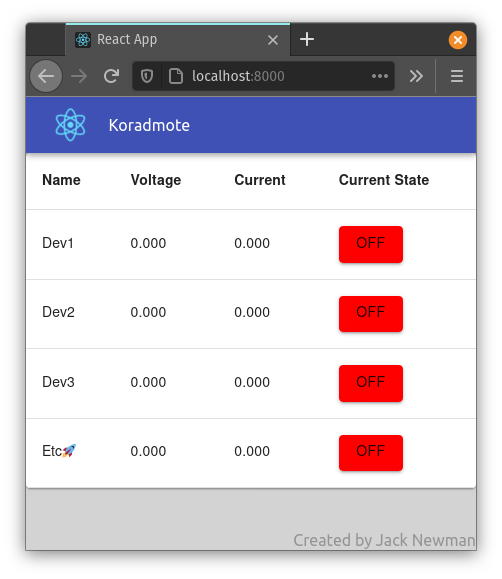 React App
localhost:8000
Koradmote
Name Voltage Current Current State
Dev1 0.000 0.000 OFF
Dev2 0.000 0.000 OFF
Dev3 0.000 0.000 OFF
Etc🚀 0.000 0.000 OFF
Created by Jack Newman